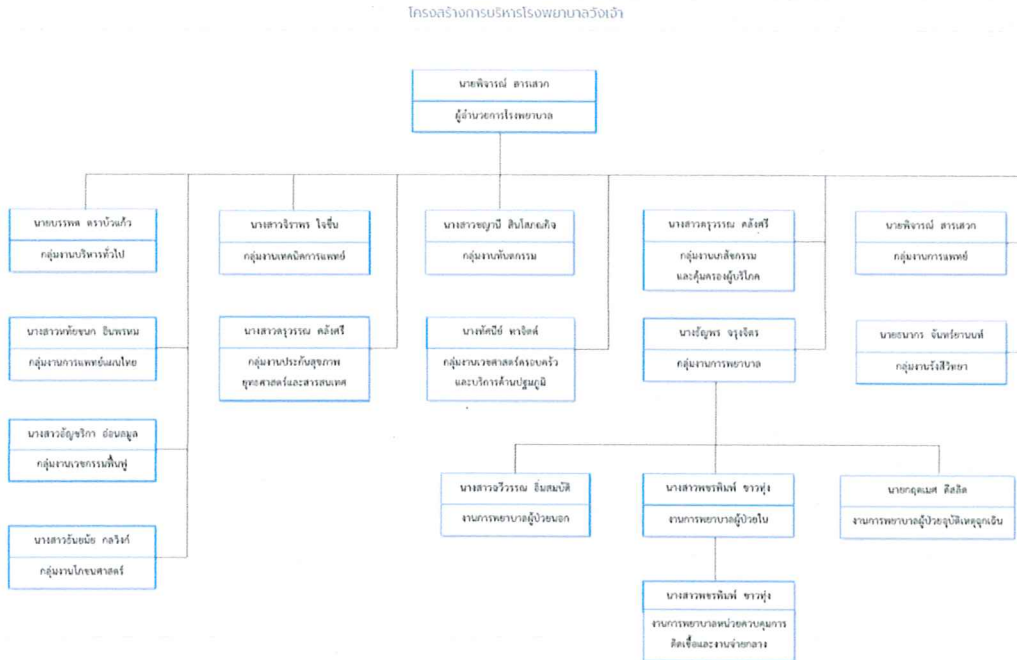 โครงสร้างการบริหารโรงพยาบาลวังเจ้า
นายพิจารณ์ สารเสวก
ผู้อำนวยการโรงพยาบาล
นายบรรพต ตราบัวแก้ว
กลุ่มงานบริหารทั่วไป
นางสาวจิราพร ใจชื่น
กลุ่มงานเทคนิคการแพทย์
นางสาวชญานี สินโสภณกิจ
กลุ่มงานทันตกรรม
นางสาวดรุวรรณ คลังศรี
กลุ่มงานเภสัชกรรม
และคุ้มครองผู้บริโภค
นายพิจารณ์ สารเสวก
กลุ่มงานการแพทย์
นางสาวหทัยชนก อินพรหม
กลุ่มงานการแพทย์แผนไทย
นางสาวดรุวรรณ คลังศรี
กลุ่มงานประกันสุขภาพ
ยุทธศาสตร์และสารสนเทศ
นางทัศนีย์ ทาจิตต์
กลุ่มงานเวชศาสตร์ครอบครัว
และบริการด้านปฐมภูมิ
นางธัญพร จรุงจิตร
กลุ่มงานการพยาบาล
นายธนากร จันทร์ยานนท์
กลุ่มงานรังสีวิทยา
นางสาวอัญชริกา อ่อนละมูล
กลุ่มงานเวชกรรมฟื้นฟู
นางสาวฉวีวรรณ อิ่มสมบัติ
งานการพยาบาลผู้ป่วยนอก
นางสาวพชรพิมพ์ ขาวทุ่ง
งานการพยาบาลผู้ป่วยใน
นายกฤตเมศ ดีสลิด
งานการพยาบาลผู้ป่วยอุบัติเหตุฉุกเฉิน
นางสาวธันยนัย กลวิงก์
กลุ่มงานโภชนศาสตร์
นางสาวพชรพิมพ์ ขาวทุ่ง
งานการพยาบาลหน่วยควบคุมการ
ติดเชื้อและงานจ่ายกลาง